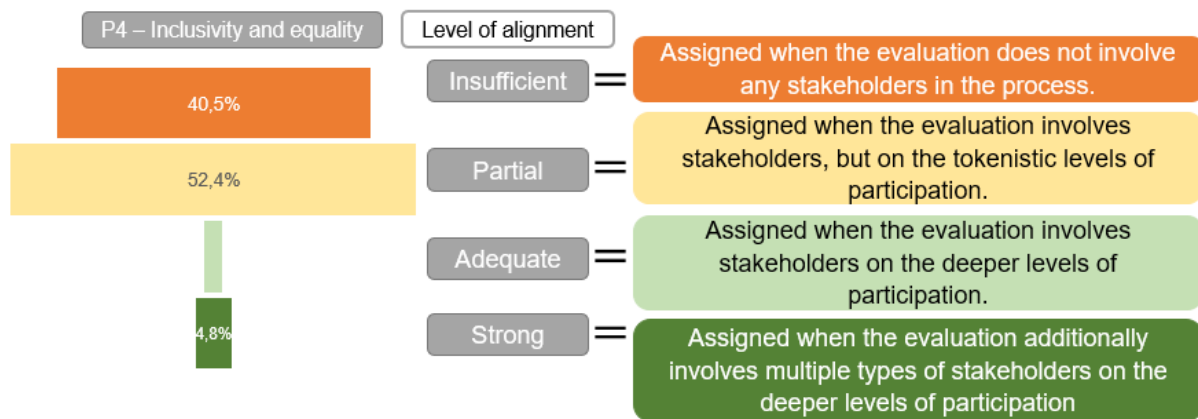 P4 – Inclusivity and equality
Level of alignment
40,5%
Insufficient
=
Assigned when the evaluation does not involve
any stakeholders in the process.
52,4%
Partial
=
Assigned when the evaluation involves
stakeholders, but on the tokenistic levels of
participation.
Adequate
=
Assigned when the evaluation involves
stakeholders on the deeper levels of
participation.
4,8%
Strong
=
Assigned when the evaluation additionally
involves multiple types of stakeholders on the
deeper levels of participation